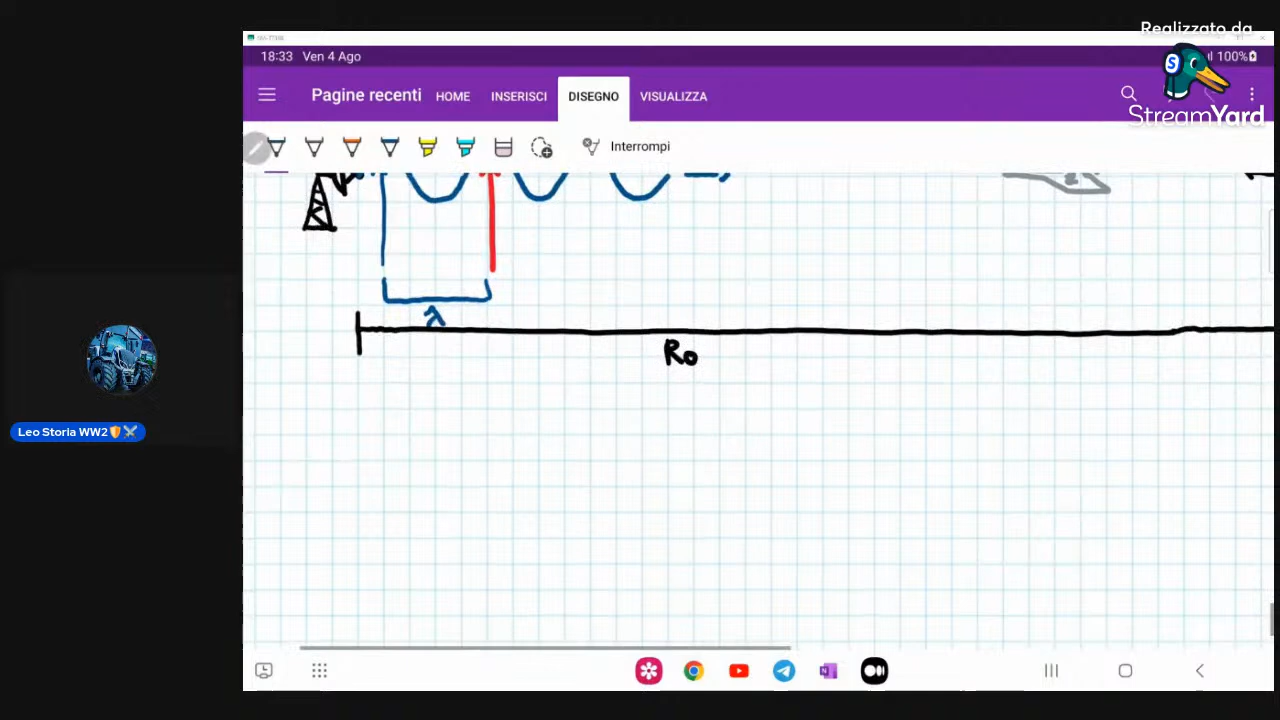 Realizzato da
StreamYard
18:33 Ven 4 Ago
100%
Pagine recenti HOME INSERISCI DISEGNO VISUALIZZA
Interrompi
λ
Ro
Leo Storia WW2🛡️⚔️